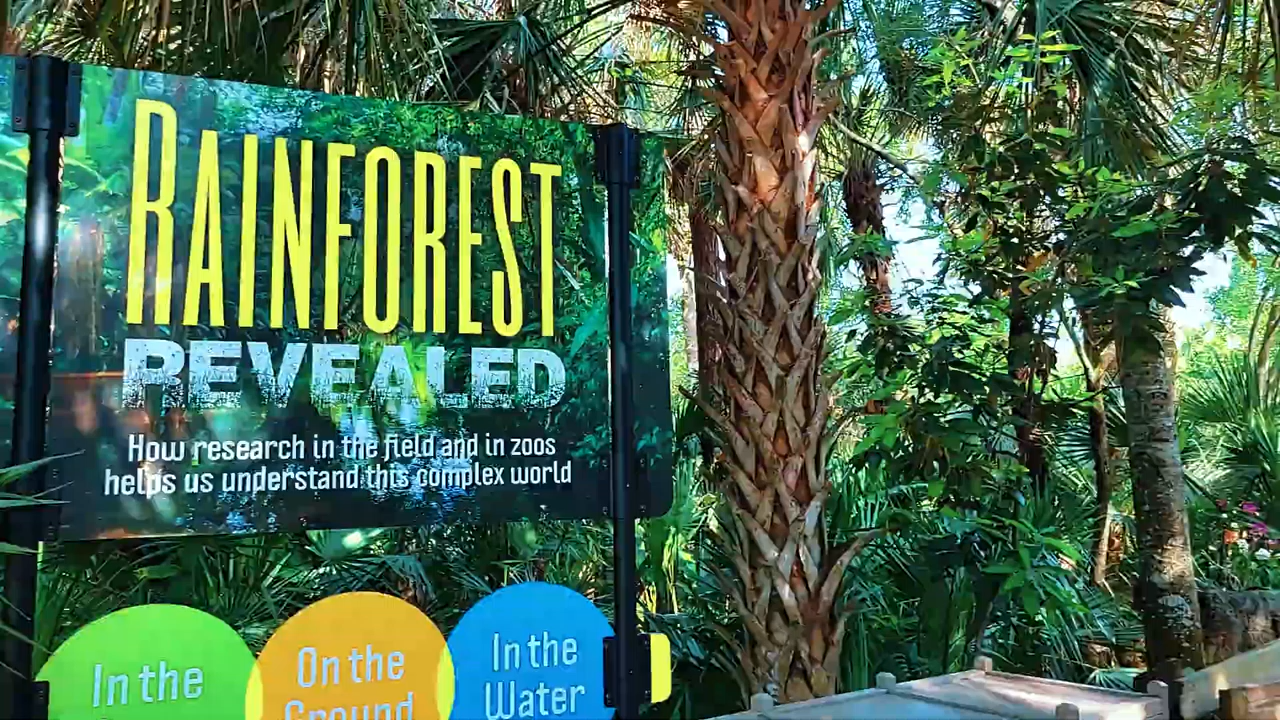 RAINFOREST
REVEALED
How research in the field and in zoos
helps us understand this complex world
In the
On the
Ground
In the
Water